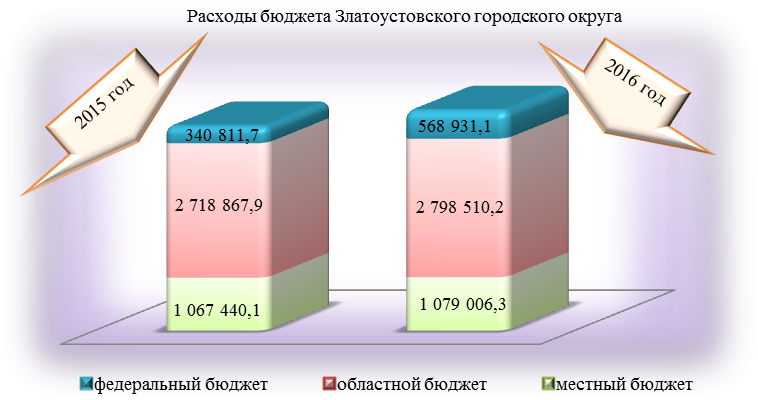 Расходы бюджета Златоустовского городского округа
2015 год
2016 год
340 811,7
568 931,1
2 718 867,9
2 798 510,2
1 067 440,1
1 079 006,3
федеральный бюджет
областной бюджет
местный бюджет